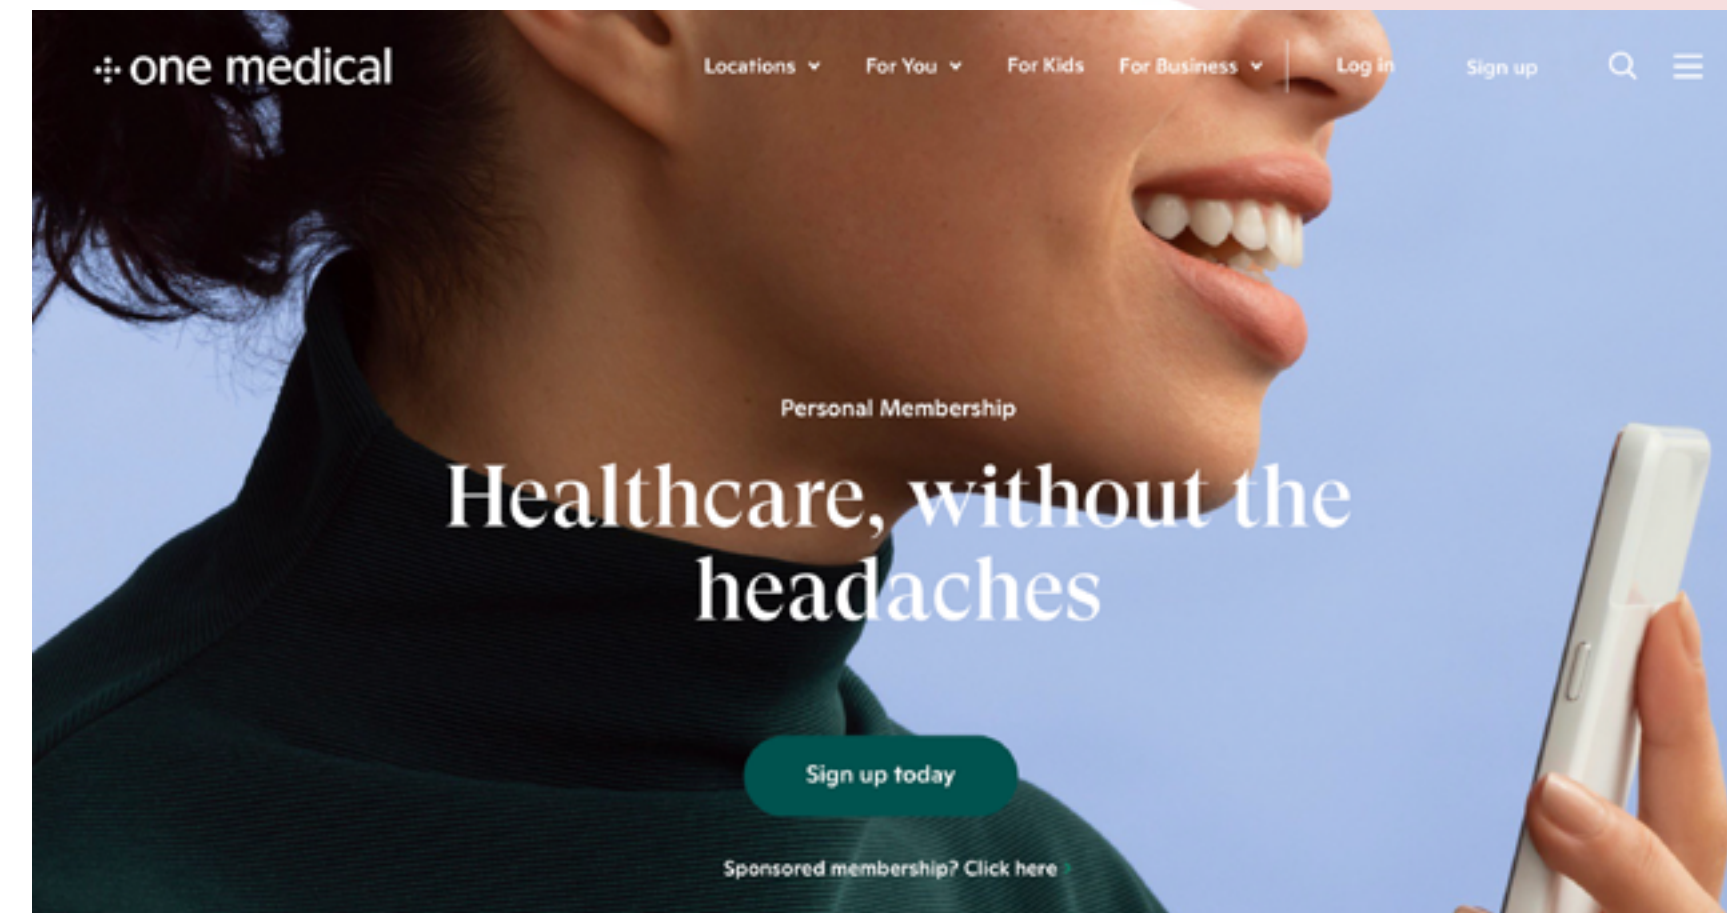 one medical
Locations
For You
For Kids
For Business
Log in
Sign up
Personal Membership
Healthcare, without the
headaches
Sign up today
Sponsored membership? Click here